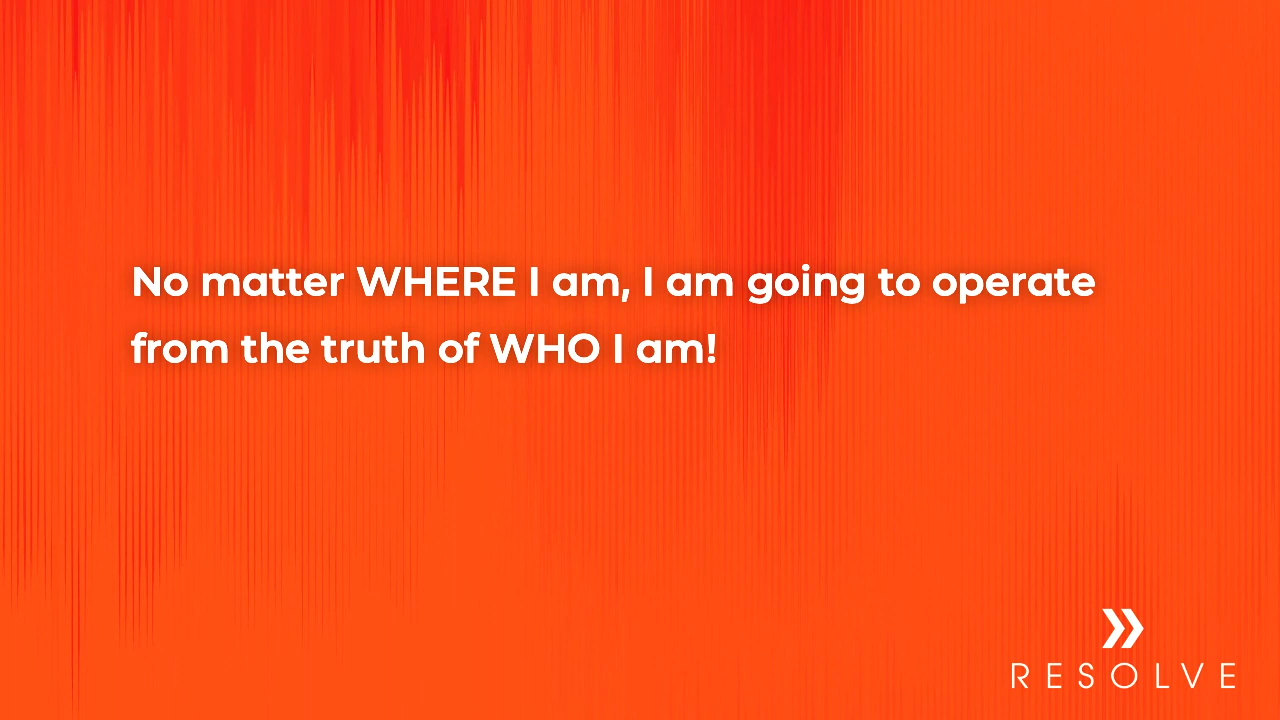 No matter WHERE I am, I am going to operate
from the truth of WHO I am!
RESOLVE